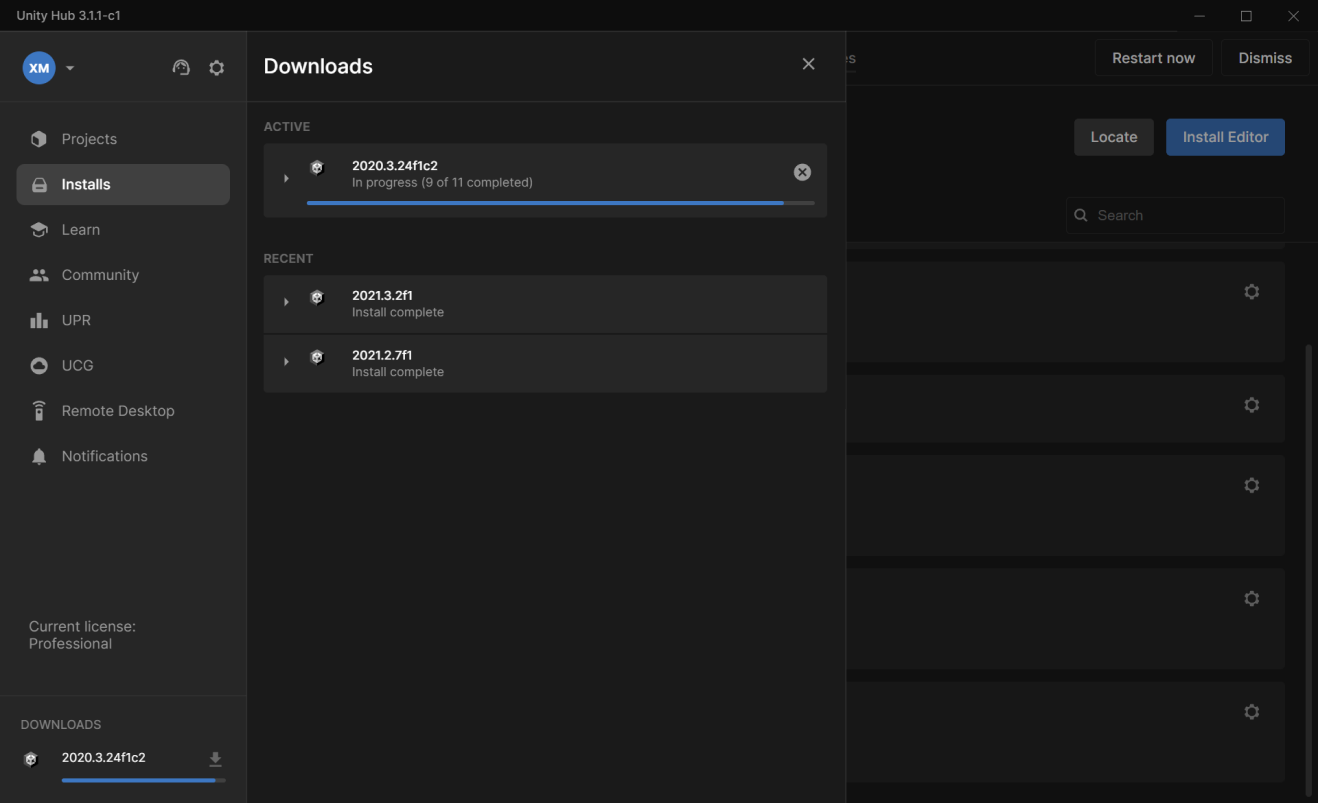 Unity Hub 3.1.1-c1
XM
Projects
Installs
Learn
Community
UPR
UCG
Remote Desktop
Notifications
Current license:
Professional
DOWNLOADS
2020.3.24f1c2
Downloads
ACTIVE
2020.3.24f1c2
In progress (9 of 11 completed)
RECENT
2021.3.2f1
Install complete
2021.2.7f1
Install complete
Restart now
Dismiss
Locate
Install Editor
Search